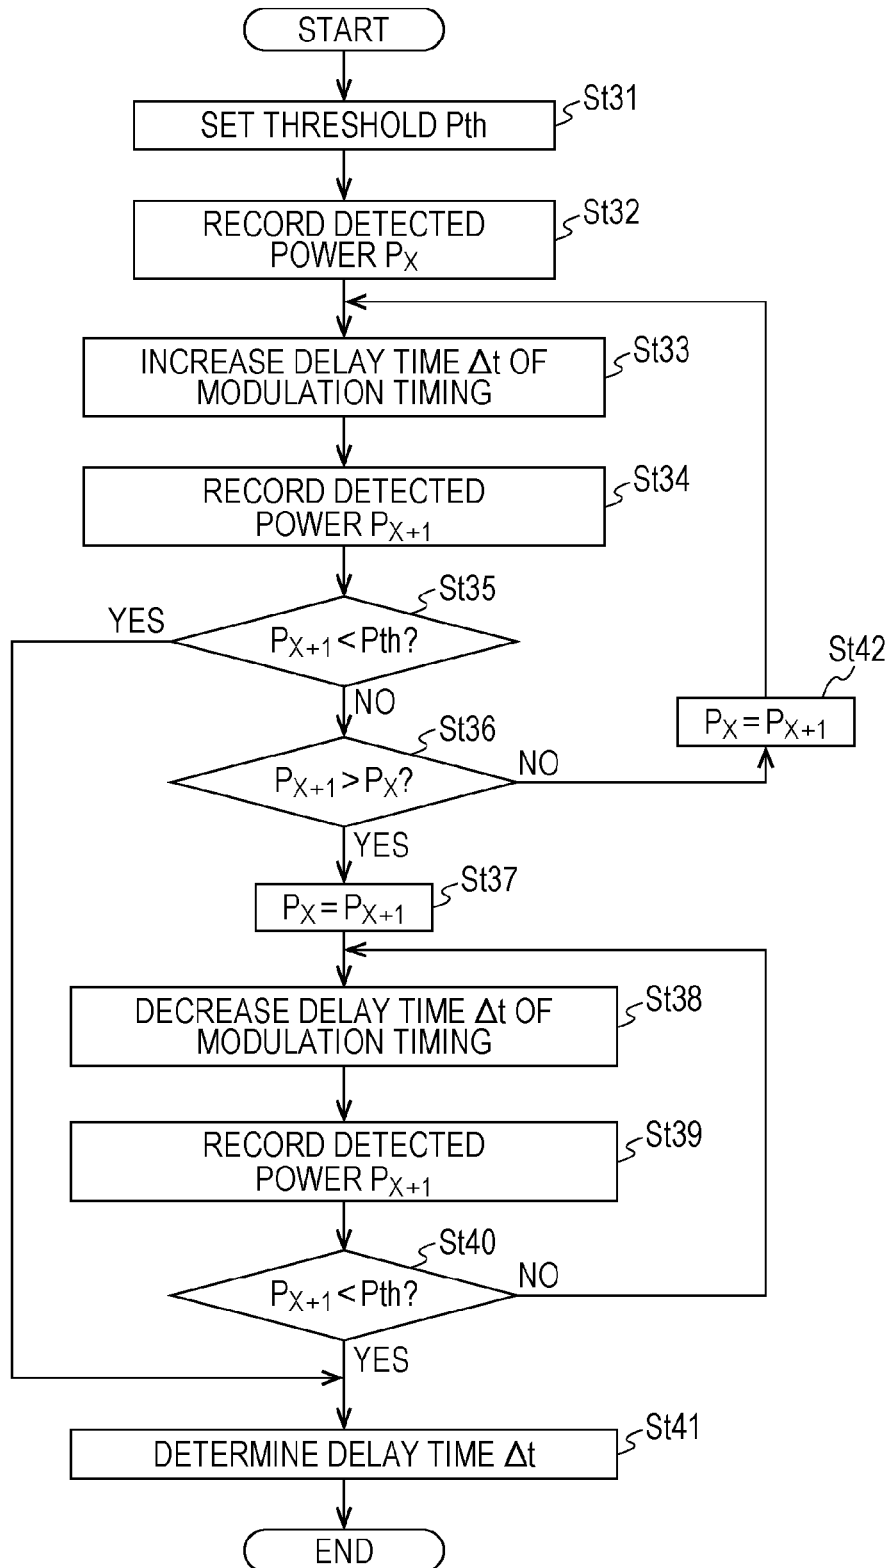 START
St31
SET THRESHOLD Pth
St32
RECORD DETECTED
POWER PX
St33
INCREASE DELAY TIME Δt OF
MODULATION TIMING
St34
RECORD DETECTED
POWER PX+1
St35
YES
PX+1 < Pth?
NO
St42
PX = PX+1
St36
PX+1 > PX?
NO
YES
St37
PX = PX+1
St38
DECREASE DELAY TIME Δt OF
MODULATION TIMING
St39
RECORD DETECTED
POWER PX+1
St40
PX+1 < Pth?
NO
YES
St41
DETERMINE DELAY TIME Δt
END